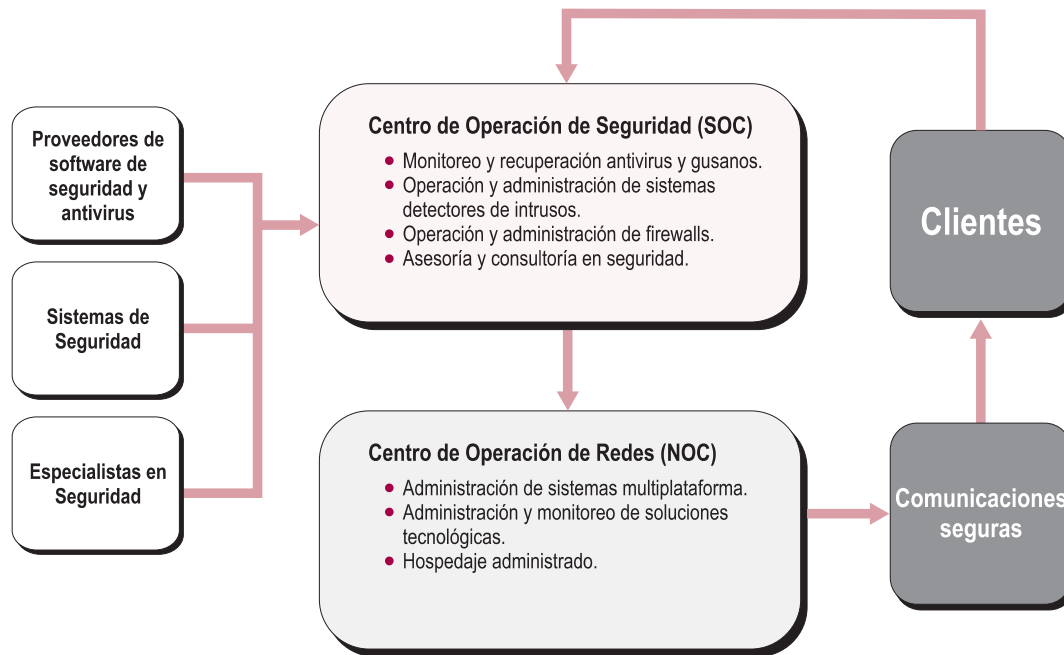 Proveedores de
software de
seguridad y
antivirus
Sistemas de
Seguridad
Especialistas en
Seguridad
Centro de Operación de Seguridad (SOC)
Monitoreo y recuperación antivirus y gusanos.
Operación y administración de sistemas
detectores de intrusos.
Operación y administración de firewalls.
Asesoría y consultoría en seguridad.
Centro de Operación de Redes (NOC)
Administración de sistemas multiplataforma.
Administración y monitoreo de soluciones
tecnológicas.
Hospedaje administrado.
Clientes
Comunicaciones
seguras